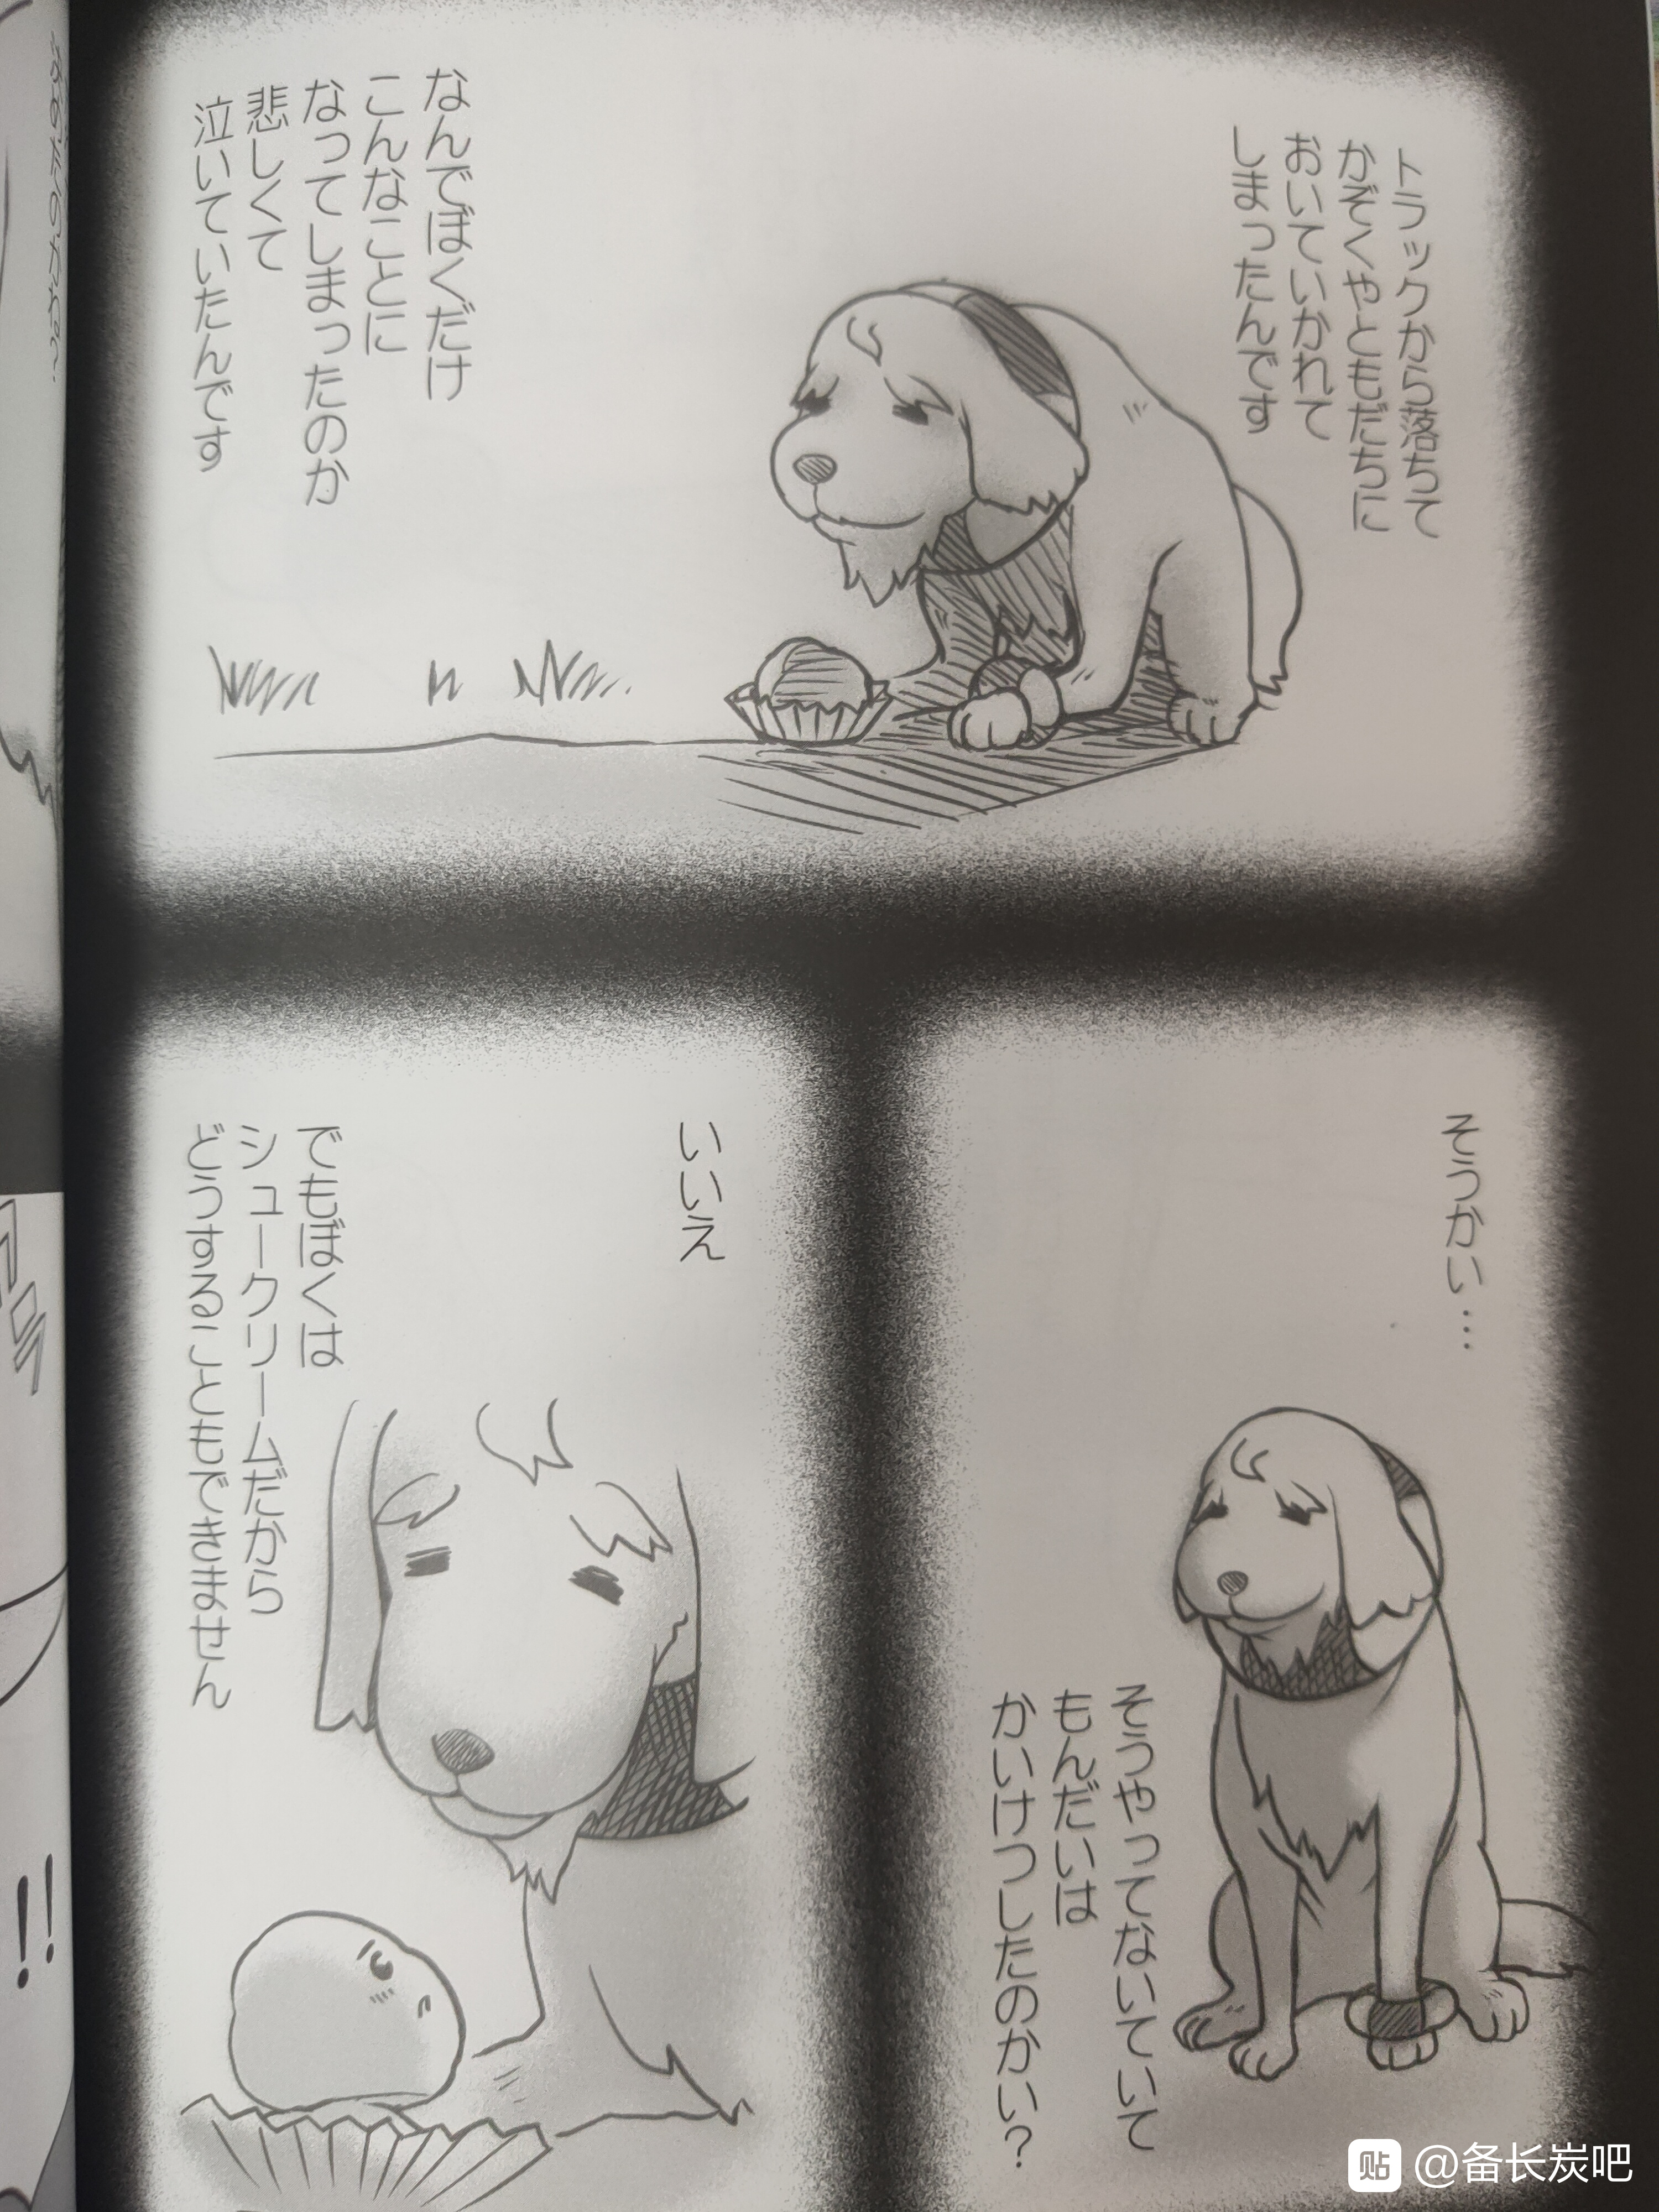 トラックから落ちて
かぞくやともだちに
おいていかれて
しまったんです
なんでぼくだけ
こんなことに
なってしまったのか
悲しくて
泣いていたんです
そうかい…
そうやってないていて
もんだいは
かいけつしたのかい？
いいえ
でもぼくは
シュークリームだから
どうすることもできません
!!
贴 @备长炭吧